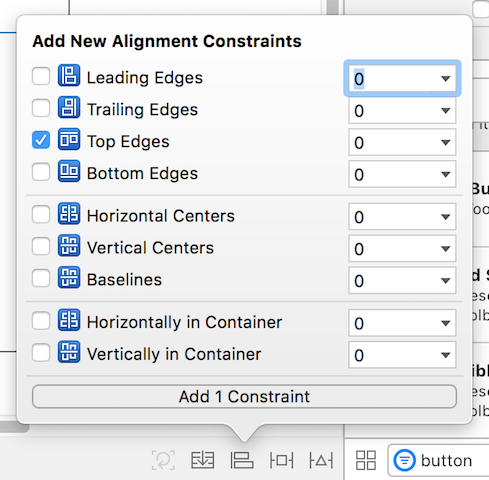 Add New Alignment Constraints
Leading Edges 0
Trailing Edges 0
Top Edges 0
Bottom Edges 0
Horizontal Centers 0
Vertical Centers 0
Baselines 0
Horizontally in Container 0
Vertically in Container 0
Add 1 Constraint
button